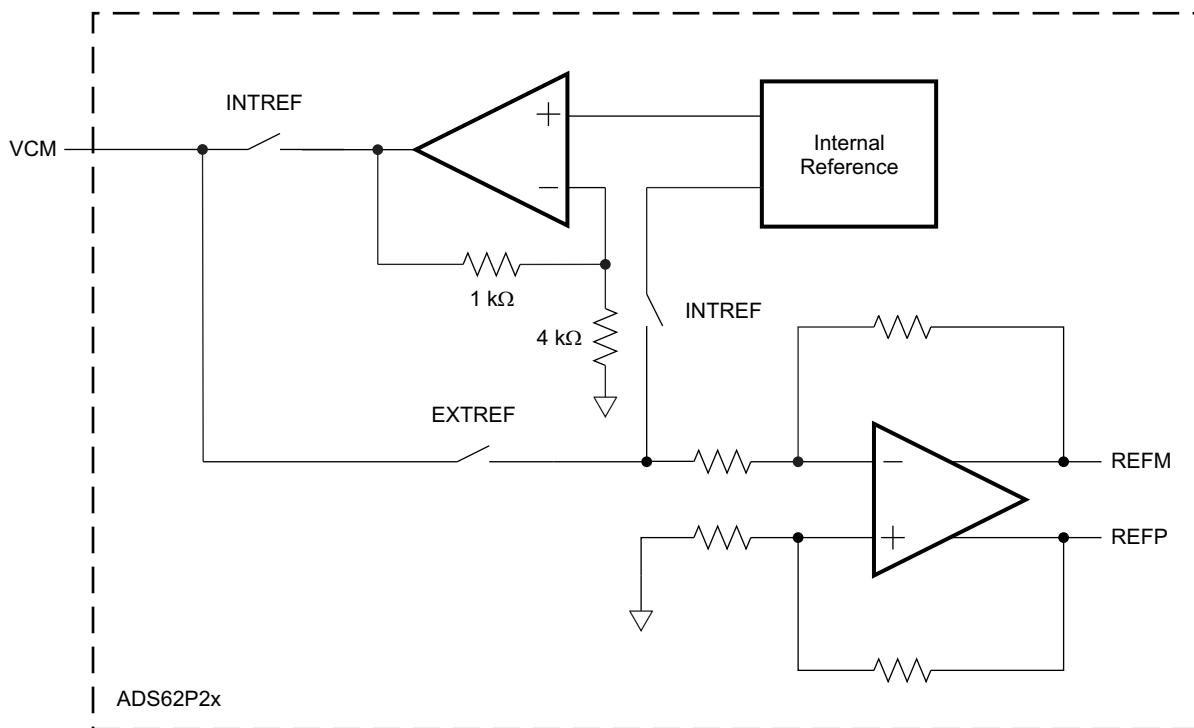 INTREF
VCM
+
−
Internal
Reference
1 kΩ
4 kΩ
INTREF
EXTREF
−
REFM
+
REFP
ADS62P2x